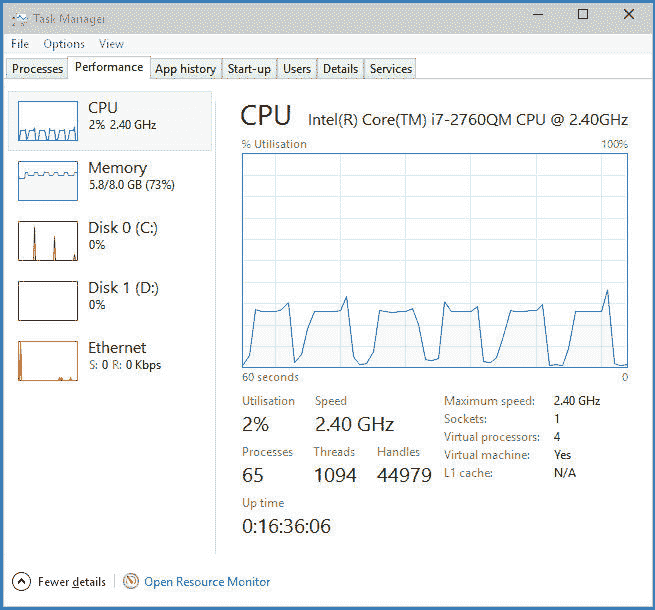 Task Manager
File Options View
Processes Performance App history Start-up Users Details Services
CPU
2% 2.40 GHz
Memory
5.8/8.0 GB (73%)
Disk 0 (C:)
0%
Disk 1 (D:)
0%
Ethernet
S: 0 R: 0 Kbps
CPU Intel(R) Core(TM) i7-2760QM CPU @ 2.40GHz
% Utilisation 100%
60 seconds 0
Utilisation Speed
2% 2.40 GHz
Processes Threads Handles
65 1094 44979
Up time
0:16:36:06
Maximum speed: 2.40 GHz
Sockets: 1
Virtual processors: 4
Virtual machine: Yes
L1 cache: N/A
Fewer details Open Resource Monitor